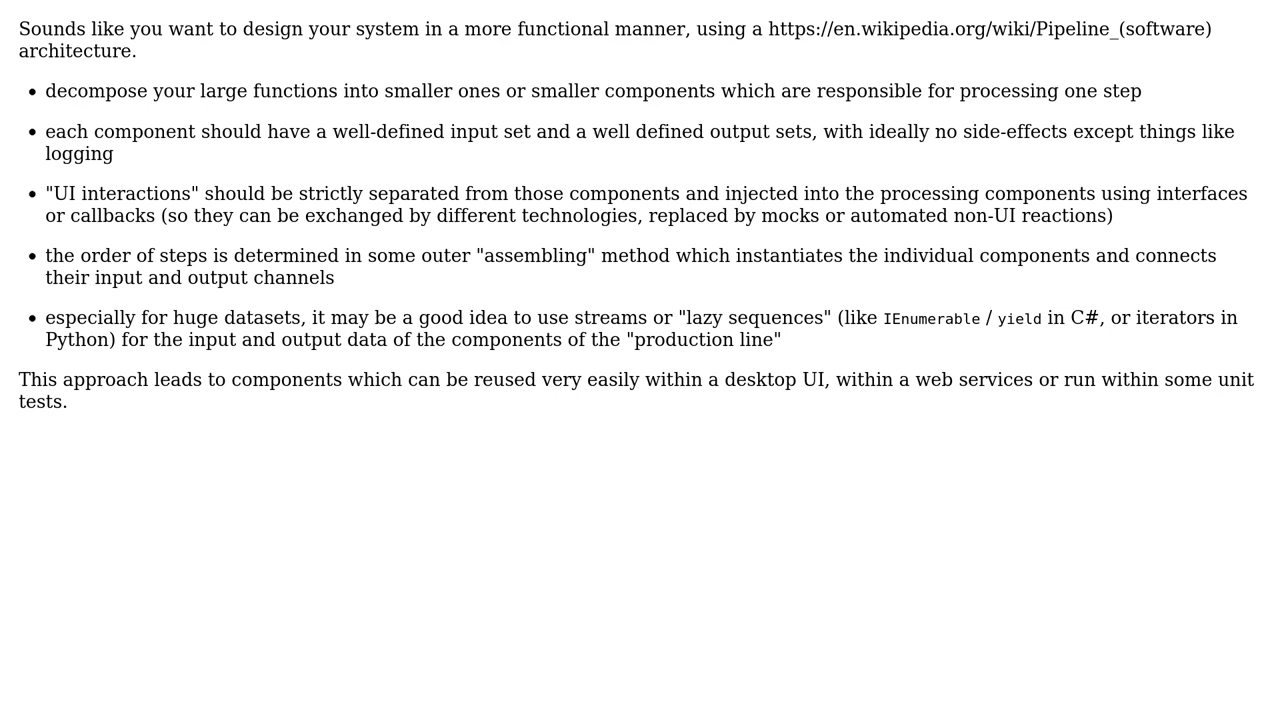 Sounds like you want to design your system in a more functional manner, using a https://en.wikipedia.org/wiki/Pipeline_(software)
architecture.
• decompose your large functions into smaller ones or smaller components which are responsible for processing one step
• each component should have a well-defined input set and a well defined output sets, with ideally no side-effects except things like
logging
• "UI interactions" should be strictly separated from those components and injected into the processing components using interfaces
or callbacks (so they can be exchanged by different technologies, replaced by mocks or automated non-UI reactions)
• the order of steps is determined in some outer "assembling" method which instantiates the individual components and connects
their input and output channels
• especially for huge datasets, it may be a good idea to use streams or "lazy sequences" (like IEnumerable / yield in C#, or iterators in
Python) for the input and output data of the components of the "production line"
This approach leads to components which can be reused very easily within a desktop UI, within a web services or run within some unit
tests.